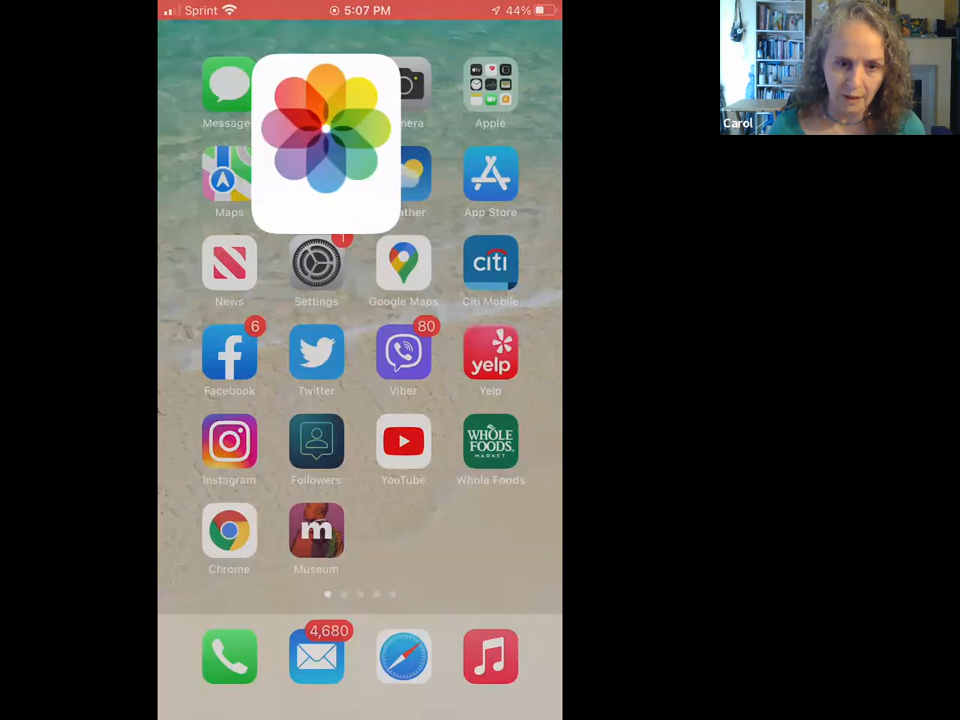 Sprint 5:07 PM 44%
Message mera Apple
Maps ather App Store
1
citi
News Settings Google Maps Citi Mobile
6 80
yelp
Facebook Twitter Viber Yelp
WHOLE
FOODS
MARKET
Instagram Followers YouTube Whole Foods
m
Chrome Museum
4,680
Carol